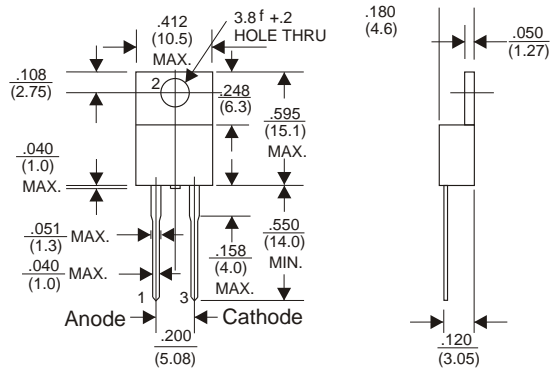 .412
(10.5)
MAX.
3.8 f +.2
HOLE THRU
.180
(4.6)
.050
(1.27)
.108
(2.75)
2
.248
(6.3)
.595
(15.1)
MAX.
.040
(1.0)
MAX.
.051
(1.3) MAX.
.040
(1.0) MAX.
.158
(4.0)
MAX.
.550
(14.0)
MIN.
1
3
Anode
Cathode
.200
(5.08)
.120
(3.05)